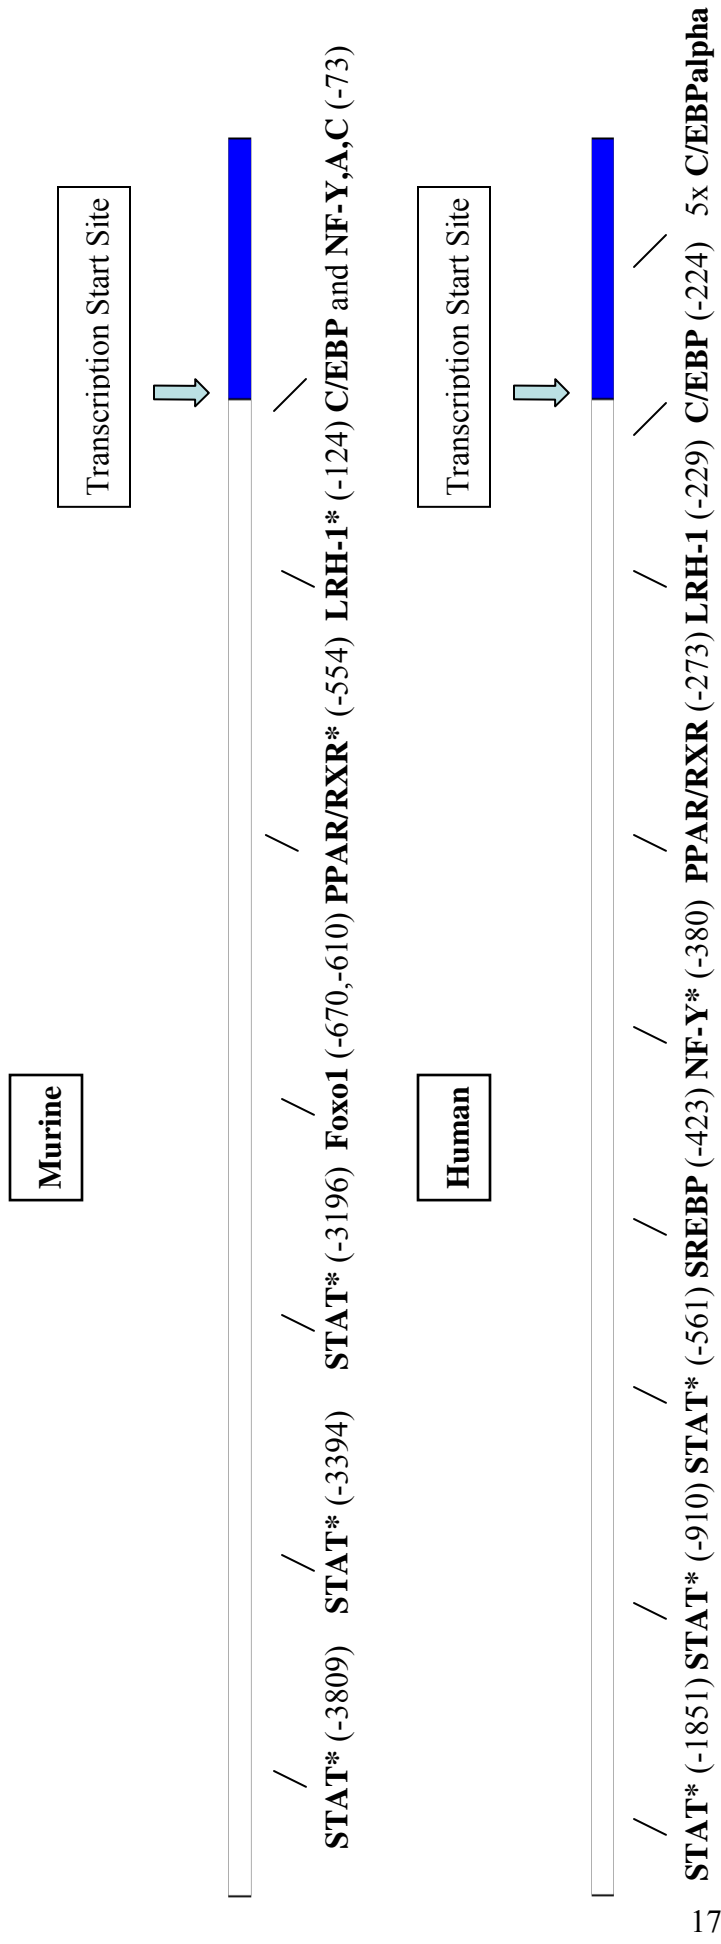 Murine
Transcription Start Site
STAT* (-3809) STAT* (-3394) STAT* (-3196) Foxo1 (-670,-610) PPAR/RXR* (-554) LRH-1* (-124) C/EBP and NF-Y,A,C (-73)
Human
Transcription Start Site
STAT* (-1851) STAT* (-910) STAT* (-561) SREBP (-423) NF-Y* (-380) PPAR/RXR (-273) LRH-1 (-229) C/EBP (-224) 5x C/EBPalpha
17